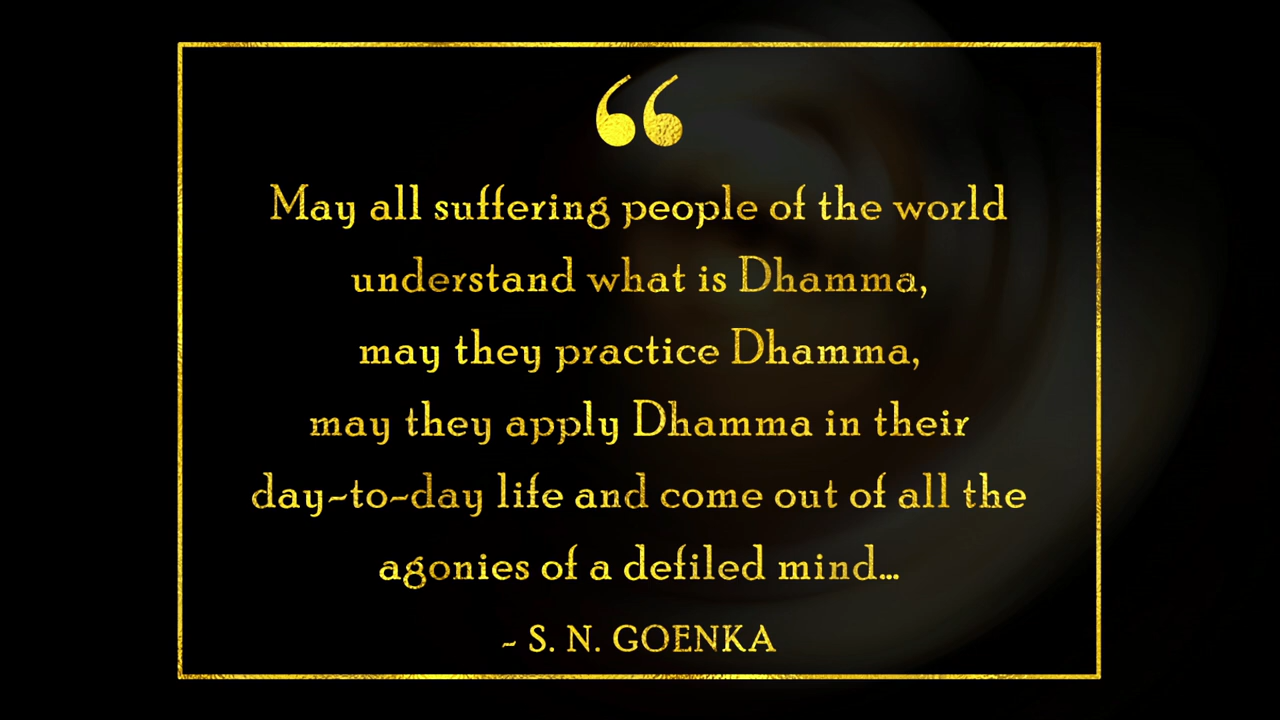 “
May all suffering people of the world
understand what is Dhamma,
may they practice Dhamma,
may they apply Dhamma in their
day~to~day life and come out of all the
agonies of a defiled mind...
~ S. N. GOENKA